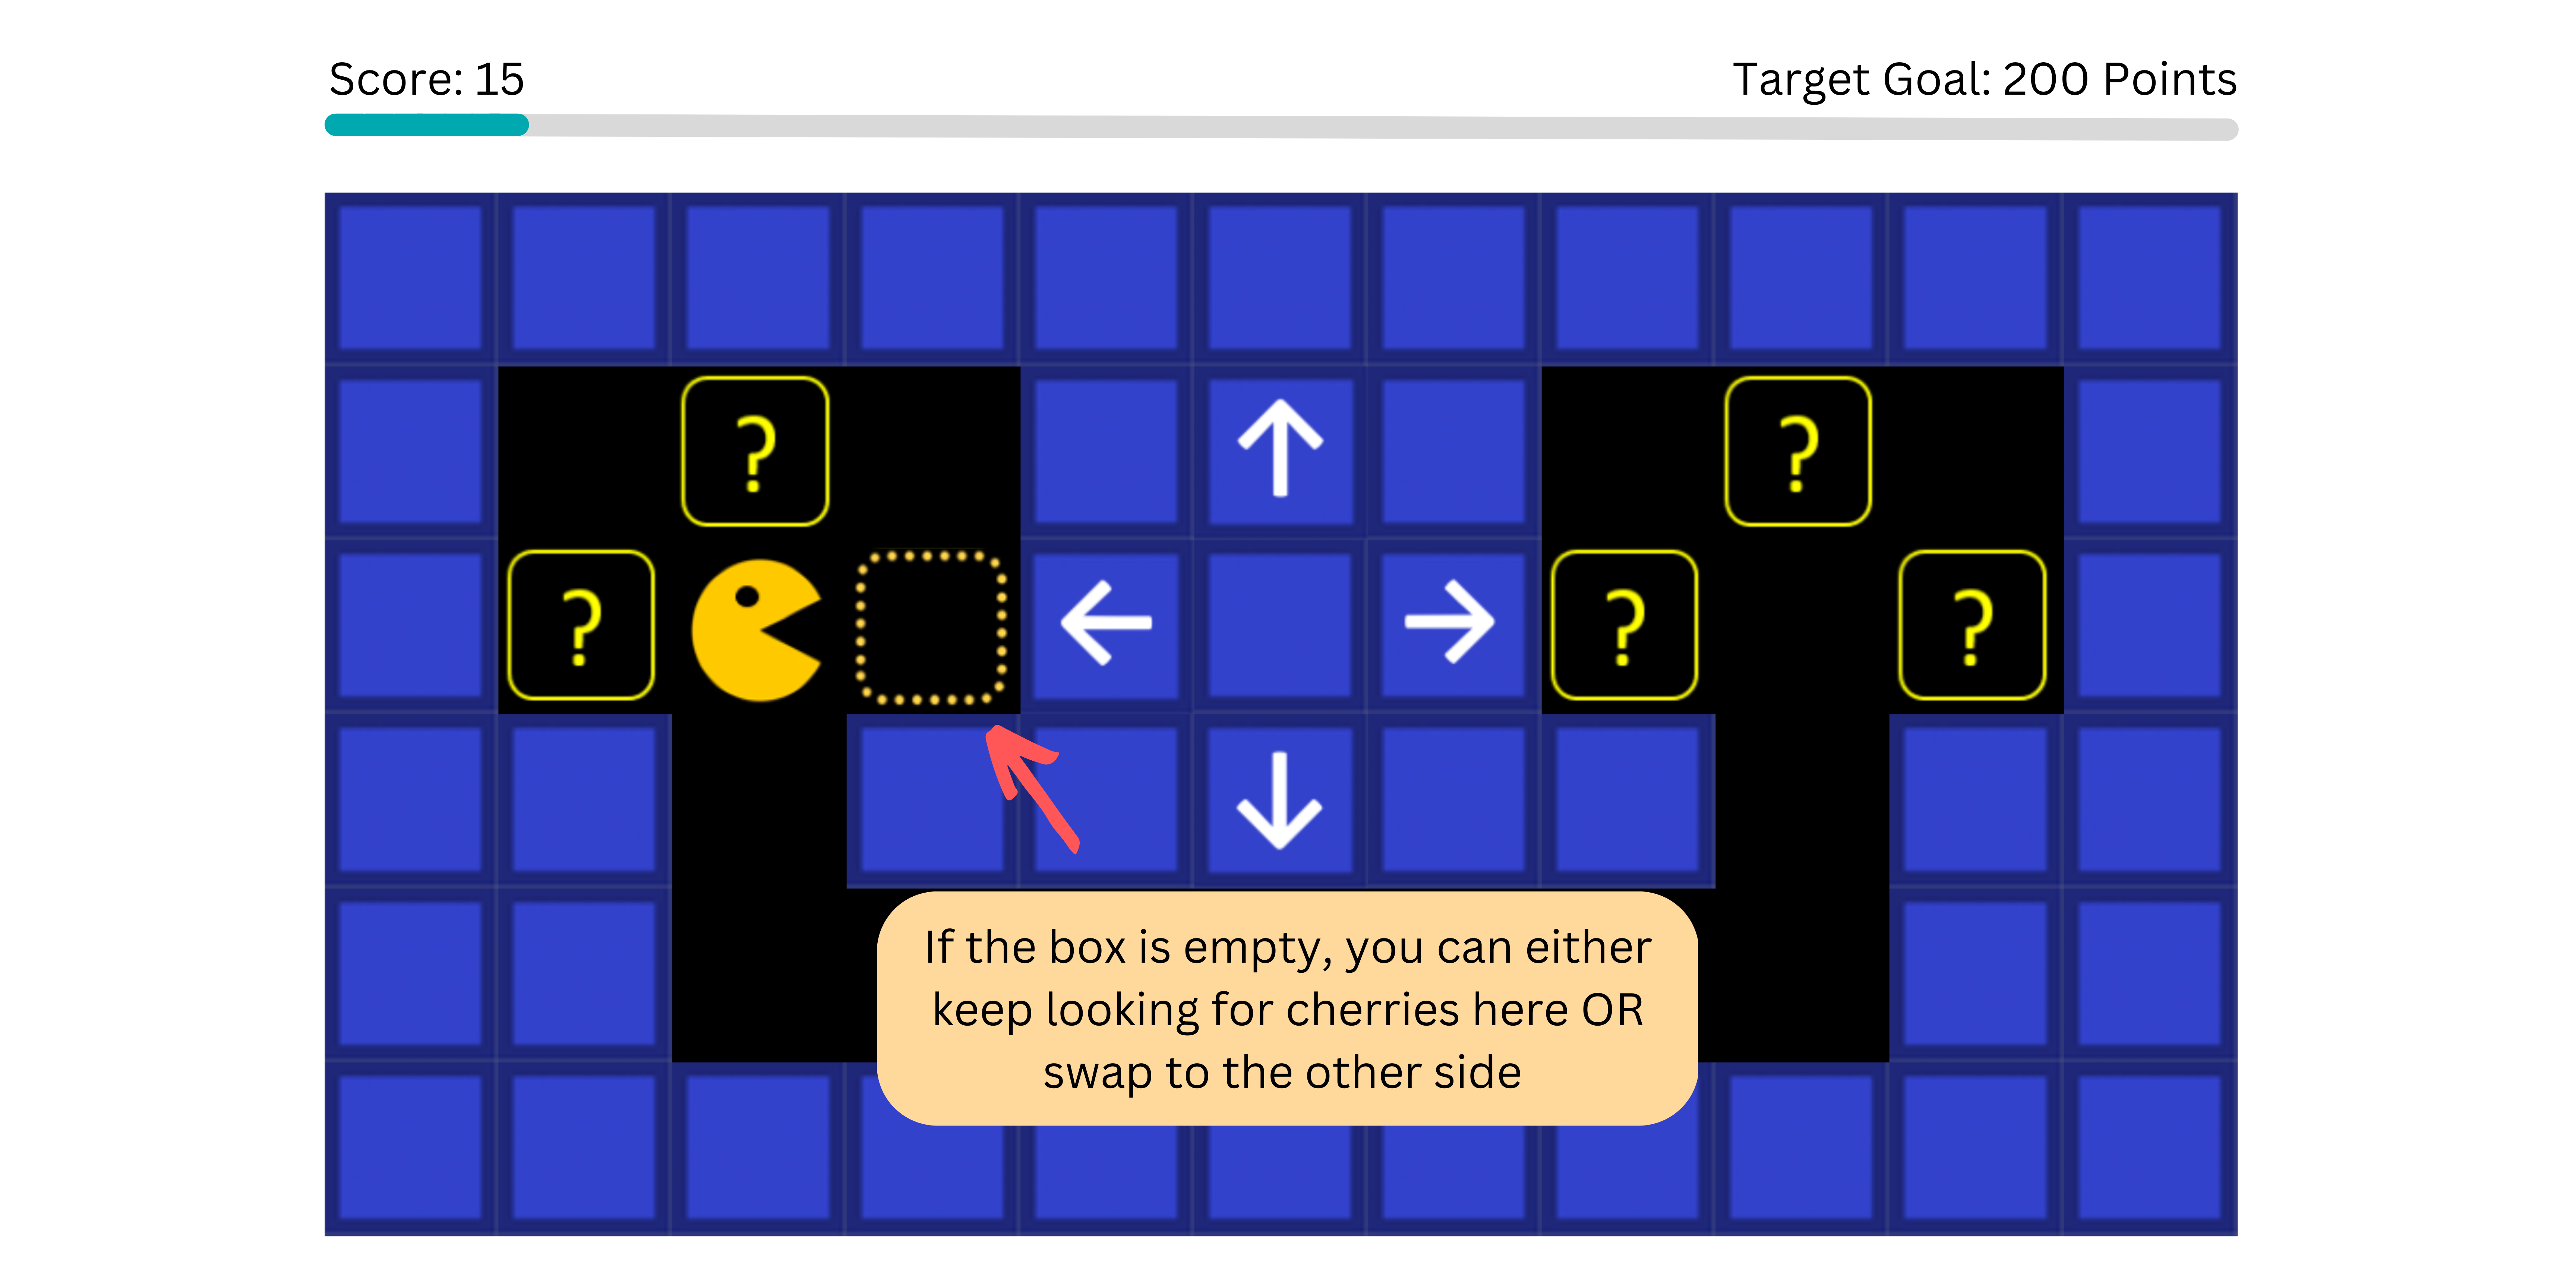 Score: 15
Target Goal: 200 Points
?
?
?
?
?
If the box is empty, you can either
keep looking for cherries here OR
swap to the other side